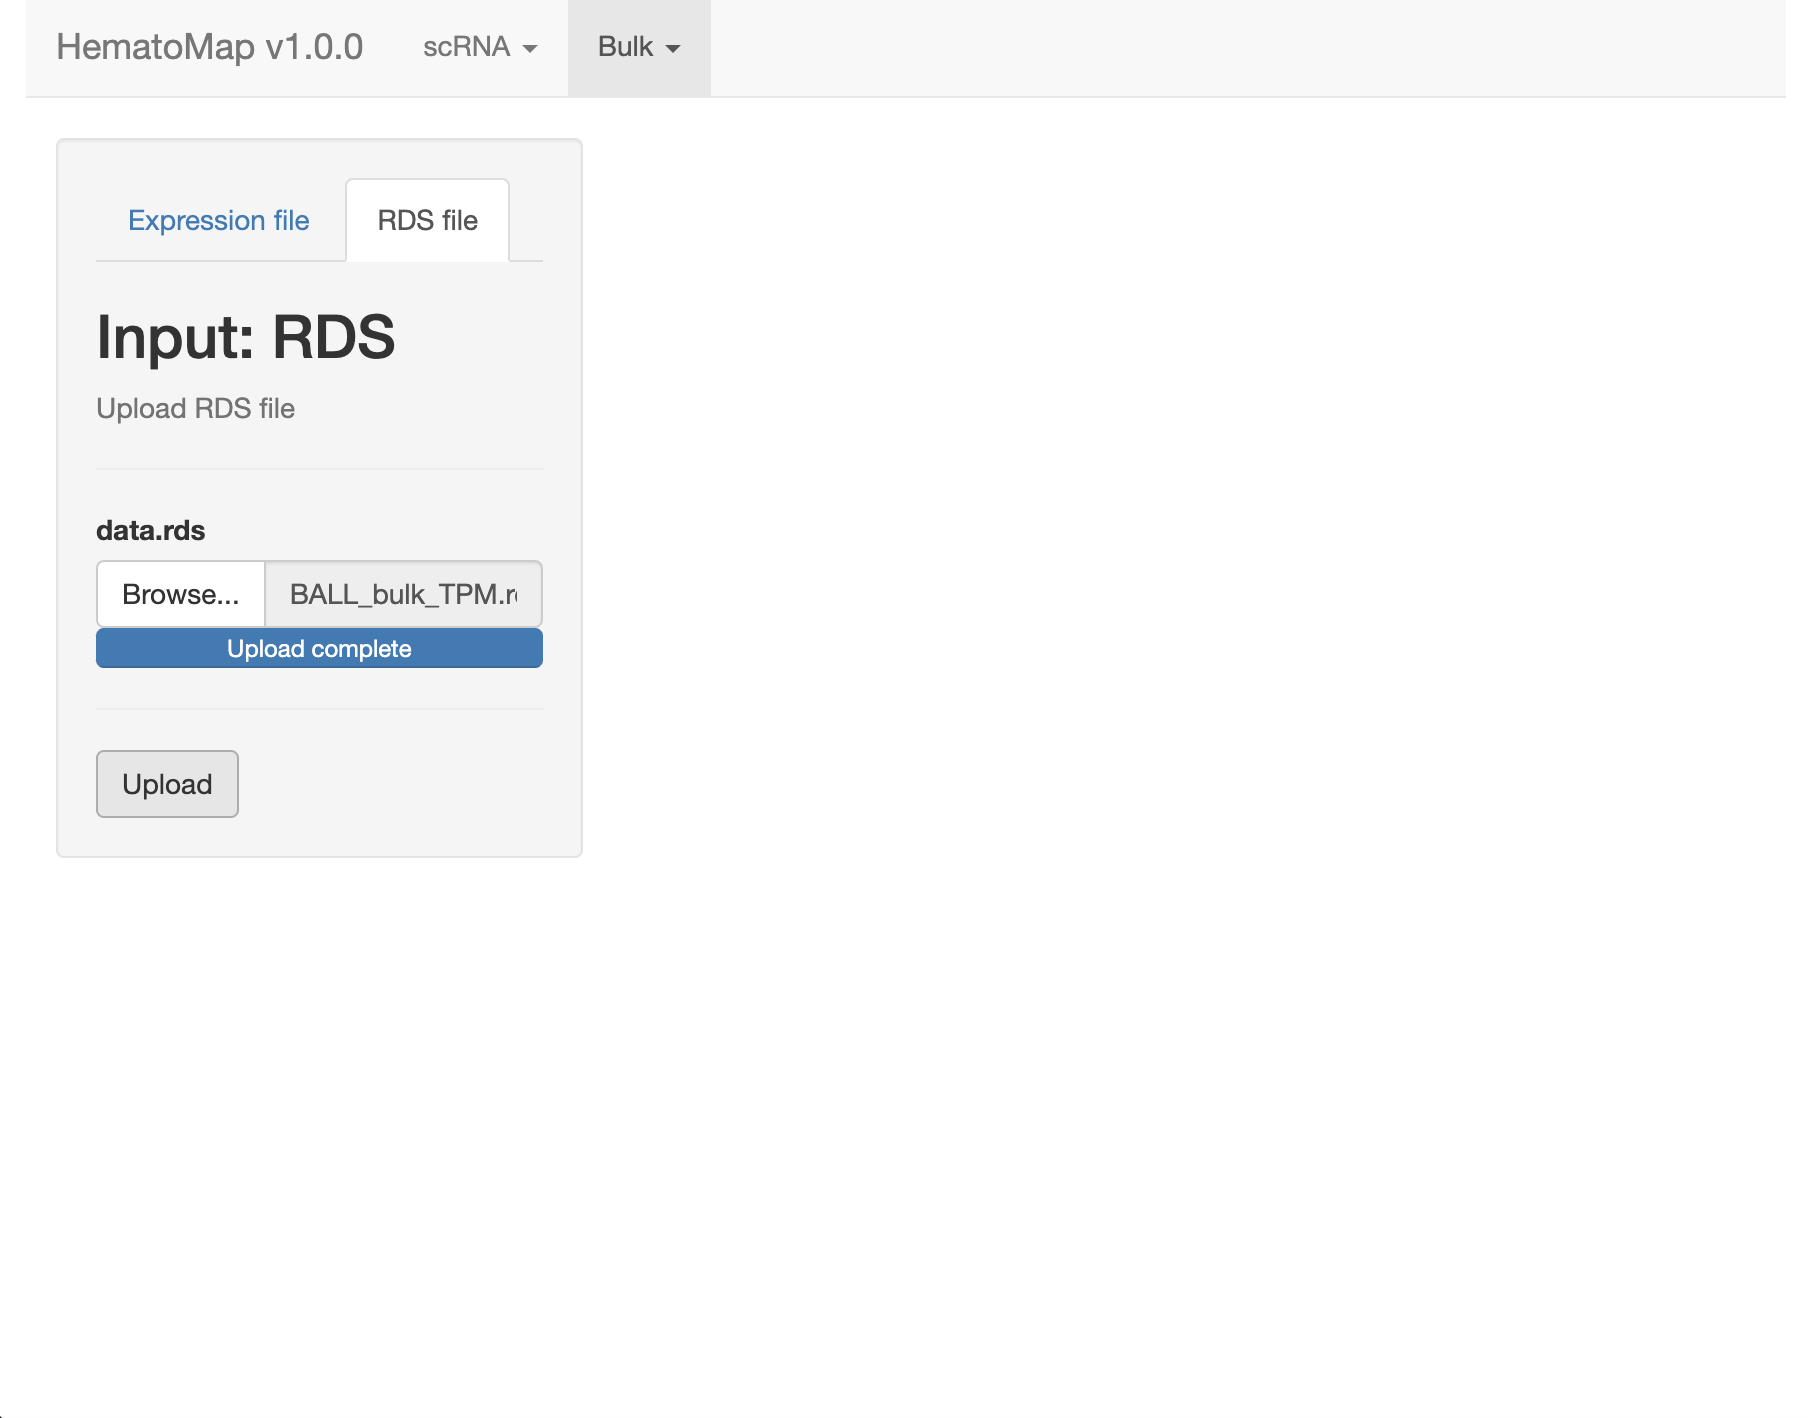 HematoMap v1.0.0 scRNA Bulk
Expression file RDS file
Input: RDS
Upload RDS file
data.rds
Browse... BALL_bulk_TPM.r
Upload complete
Upload